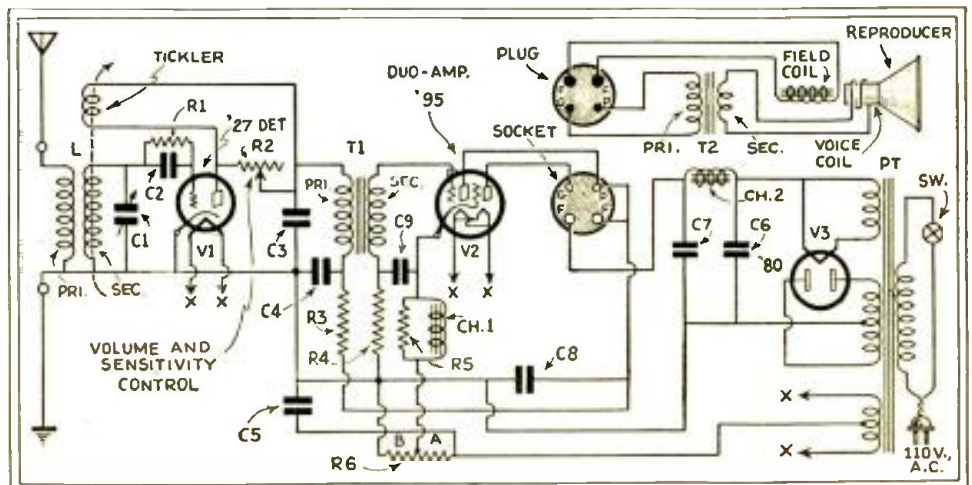 TICKLER
R1
'27 DET
R2
L
C2
C1
V1
PRI.
SEC
X
X
VOLUME AND
SENSITIVITY
CONTROL
C3
C4
C5
T1
PRI
SEC.
C9
R3
R4
R5
CH.1
B
A
R6
DUO-AMP.
'95
V2
X
X
C8
PLUG
SOCKET
F
F
PRI.
T2
SEC.
FIELD
COIL
REPRODUCER
VOICE
COIL
CH.2
C7
C6
'80
V3
PT
SW.
X
X
110V.,
A.C.